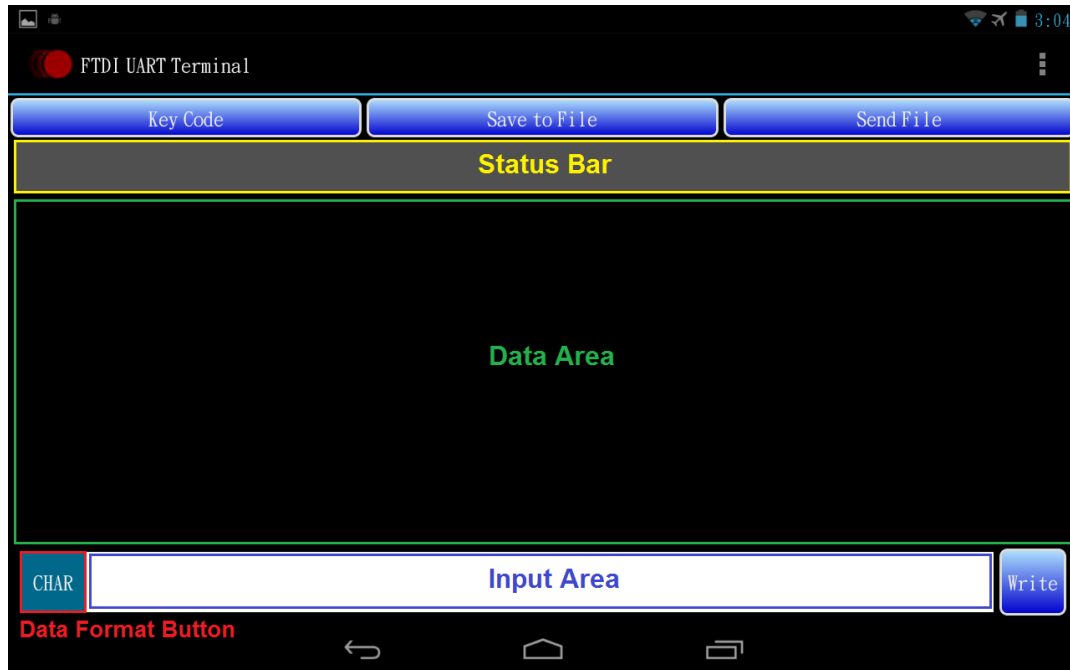 3:04
FTDI UART Terminal
Key Code Save to File Send File
Status Bar
Data Area
CHAR Input Area Write
Data Format Button